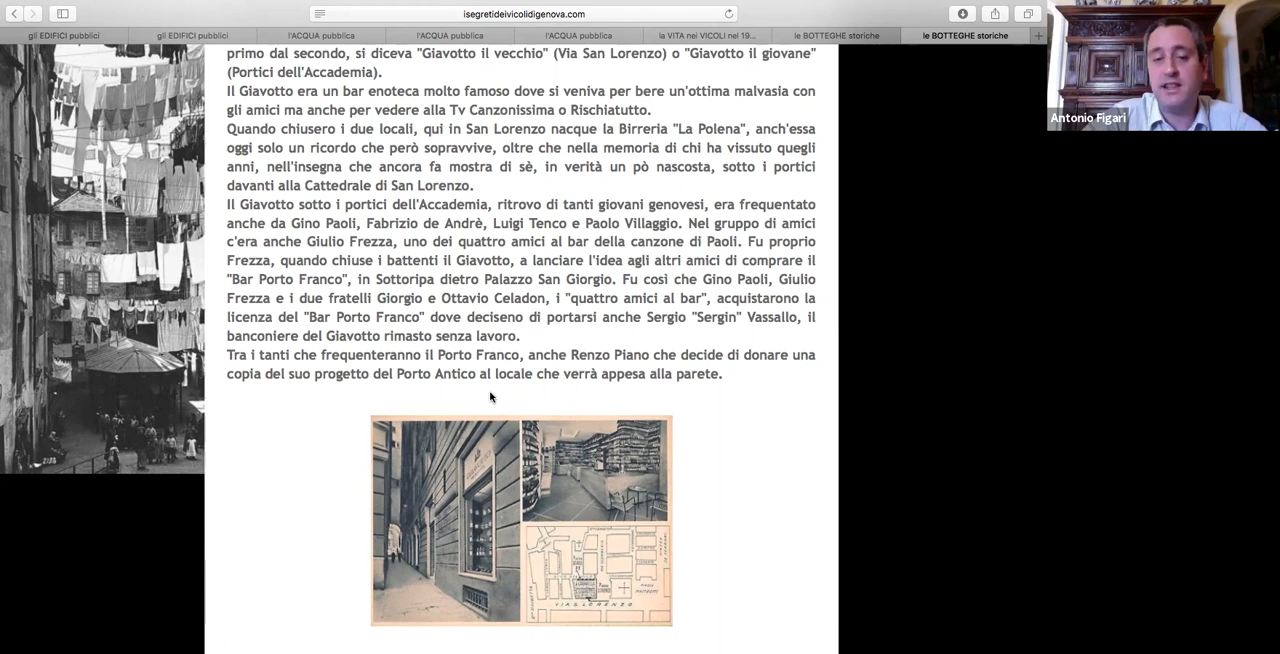 isegretideivicolidigenova.com
gli EDIFICI pubblici
gli EDIFICI pubblici
l'ACQUA pubblica
l'ACQUA pubblica
l'ACQUA pubblica
la VITA nei VICOLI nel 19...
le BOTTEGHE storiche
le BOTTEGHE storiche
Antonio Figari
primo dal secondo, si diceva "Giavotto il vecchio" (Via San Lorenzo) o "Giavotto il giovane"
(Portici dell'Accademia).
Il Giavotto era un bar enoteca molto famoso dove si veniva per bere un'ottima malvasia con
gli amici ma anche per vedere alla Tv Canzonissima o Rischiatutto.
Quando chiusero i due locali, qui in San Lorenzo nacque la Birreria "La Polena", anch'essa
oggi solo un ricordo che però sopravvive, oltre che nella memoria di chi ha vissuto quegli
anni, nell'insegna che ancora fa mostra di sè, in verità un pò nascosta, sotto i portici
davanti alla Cattedrale di San Lorenzo.
Il Giavotto sotto i portici dell'Accademia, ritrovo di tanti giovani genovesi, era frequentato
anche da Gino Paoli, Fabrizio de Andrè, Luigi Tenco e Paolo Villaggio. Nel gruppo di amici
c'era anche Giulio Frezza, uno dei quattro amici al bar della canzone di Paoli. Fu proprio
Frezza, quando chiuse i battenti il Giavotto, a lanciare l'idea agli altri amici di comprare il
"Bar Porto Franco", in Sottoripa dietro Palazzo San Giorgio. Fu così che Gino Paoli, Giulio
Frezza e i due fratelli Giorgio e Ottavio Celadon, i "quattro amici al bar", acquistarono la
licenza del "Bar Porto Franco" dove deciseno di portarsi anche Sergio "Sergin" Vassallo, il
banconiere del Giavotto rimasto senza lavoro.
Tra i tanti che frequenteranno il Porto Franco, anche Renzo Piano che decide di donare una
copia del suo progetto del Porto Antico al locale che verrà appesa alla parete.
VIA S. LORENZO